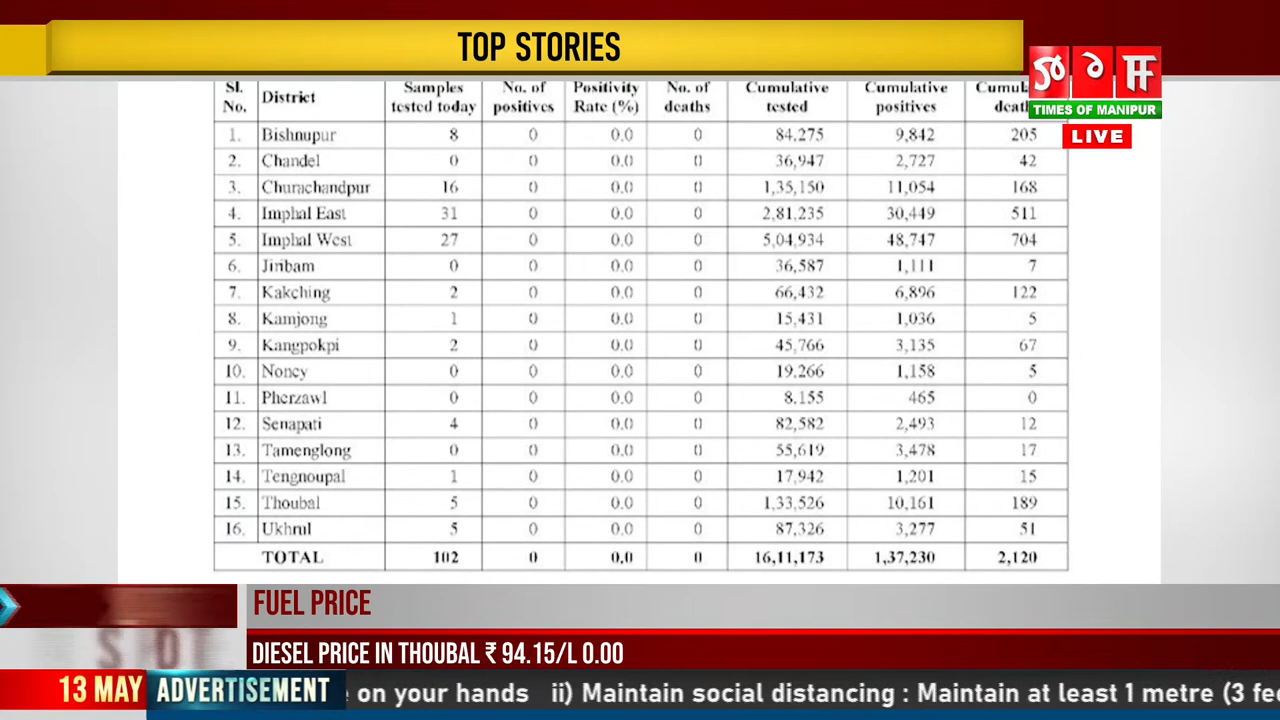 TOP STORIES
TIMES OF MANIPUR
LIVE
Sl. No. District Samples tested today No. of positives Positivity Rate (%) No. of deaths Cumulative tested Cumulative positives
1. Bishnupur 8 0 0.0 0 84,275 9,842 205
2. Chandel 0 0 0.0 0 36,947 2,727 42
3. Churachandpur 16 0 0.0 0 1,35,150 11,054 168
4. Imphal East 31 0 0.0 0 2,81,235 30,449 511
5. Imphal West 27 0 0.0 0 5,04,934 48,747 704
6. Jiribam 0 0 0.0 0 36,587 1,111 7
7. Kakching 2 0 0.0 0 66,432 6,896 122
8. Kamjong 1 0 0.0 0 15,431 1,036 5
9. Kangpokpi 2 0 0.0 0 45,766 3,135 67
10. Noney 0 0 0.0 0 19,266 1,158 5
11. Pherzawl 0 0 0.0 0 8,155 465 0
12. Senapati 4 0 0.0 0 82,582 2,493 12
13. Tamenglong 0 0 0.0 0 55,619 3,478 17
14. Tengnoupal 1 0 0.0 0 17,942 1,201 15
15. Thoubal 5 0 0.0 0 1,33,526 10,161 189
16. Ukhrul 5 0 0.0 0 87,326 3,277 51
TOTAL 102 0 0.0 0 16,11,173 1,37,230 2,120
FUEL PRICE
DIESEL PRICE IN THOUBAL ₹ 94.15/L 0.00
13 MAY ADVERTISEMENT on your hands ii) Maintain social distancing : Maintain at least 1 metre (3